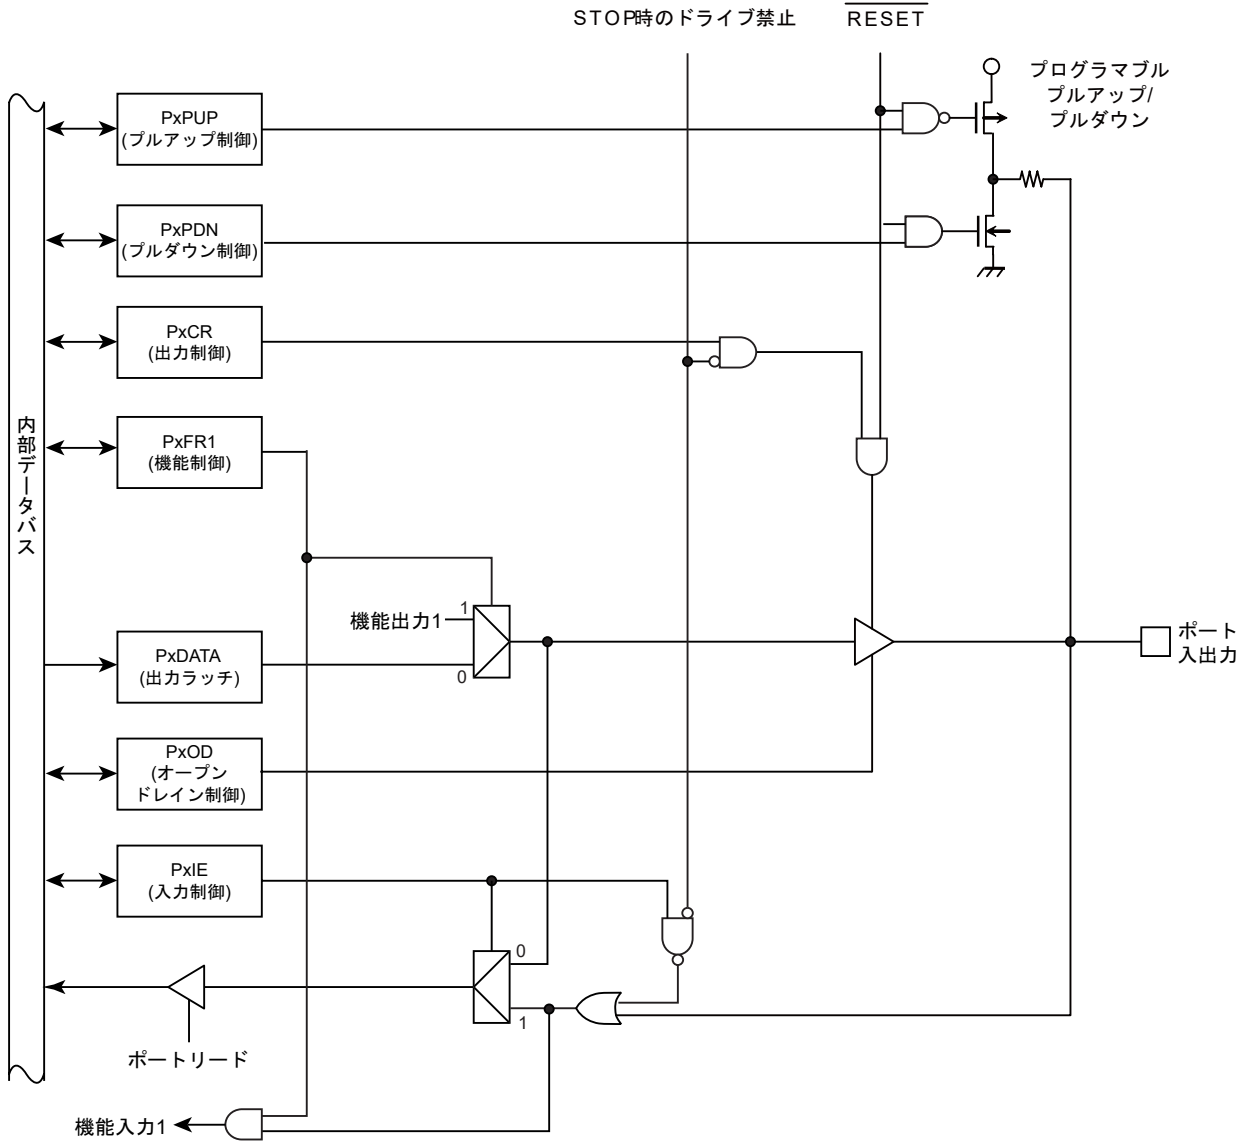 STOP時のドライブ禁止
RESET
プログラマブル
プルアップ/
プルダウン
PxPUP
(プルアップ制御)
PxPDN
(プルダウン制御)
PxCR
(出力制御)
PxFR1
(機能制御)
内部データバス
機能出力1
1
0
PxDATA
(出力ラッチ)
ポート
入出力
PxOD
(オープン
ドレイン制御)
PxIE
(入力制御)
0
1
ポートリード
機能入力1